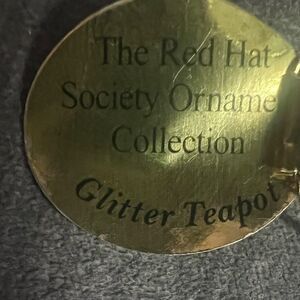 The Red Hat
Society Orname
Collection
Glitter Teapot